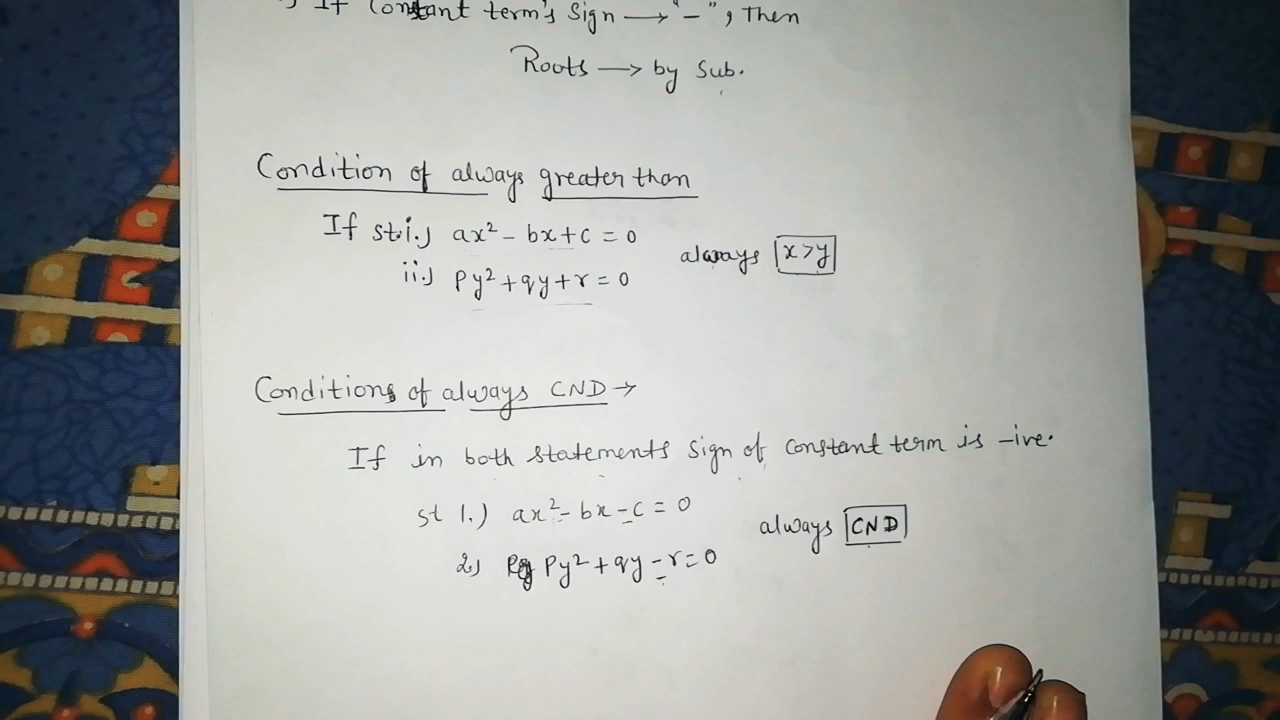 If Constant term's Sign → "–", Then
Roots → by Sub.
Condition of always greater than
If st.i.) ax² – bx + c = 0
ii.) py² + qy + r = 0
always x>y
Conditions of always CND →
If in both statements sign of constant term is –ive.
st 1.) ax² – bx – c = 0
2.) py² + qy – r = 0
always CND